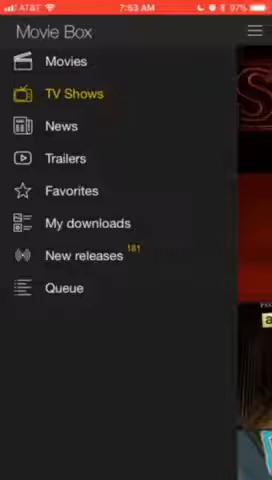 AT&T 7:53 AM 97%
Movie Box
Movies
TV Shows
News
Trailers
Favorites
My downloads
New releases 181
Queue